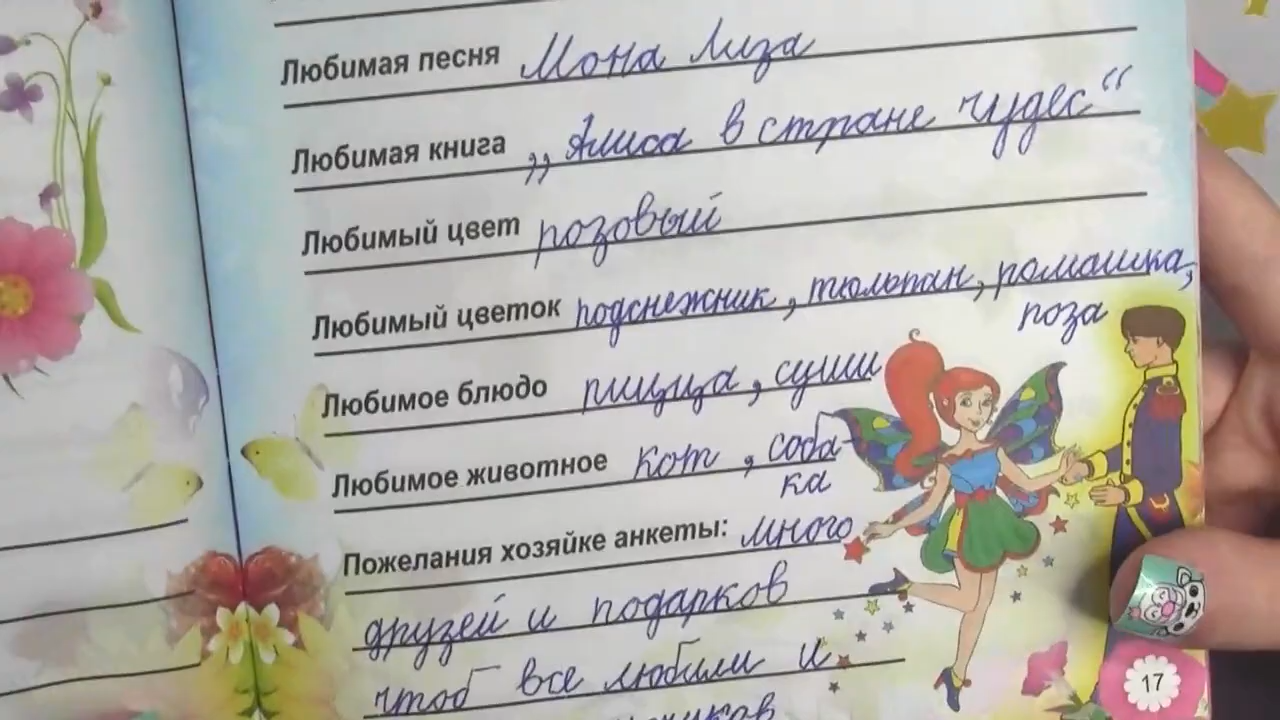 Любимая песня Мона Лиза
Любимая книга „Алиса в стране чудес“
Любимый цвет розовый
Любимый цветок подснежник, тюльпан, ромашка,
роза
Любимое блюдо пицца, суши
Любимое животное кот, соба-
ка
Пожелания хозяйке анкеты: много
друзей и подарков
чтоб все любили и
17